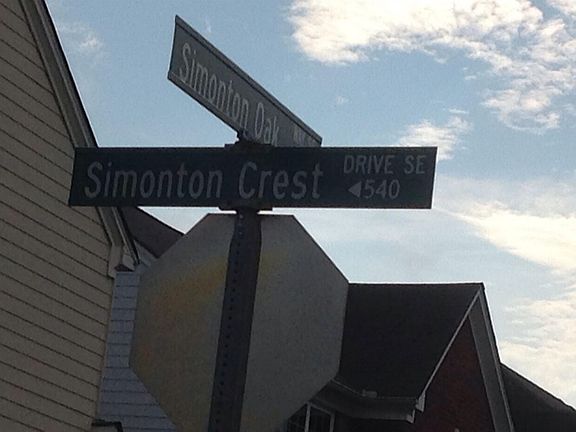 Simonton Oak
Simonton Crest DRIVE SE
◄540